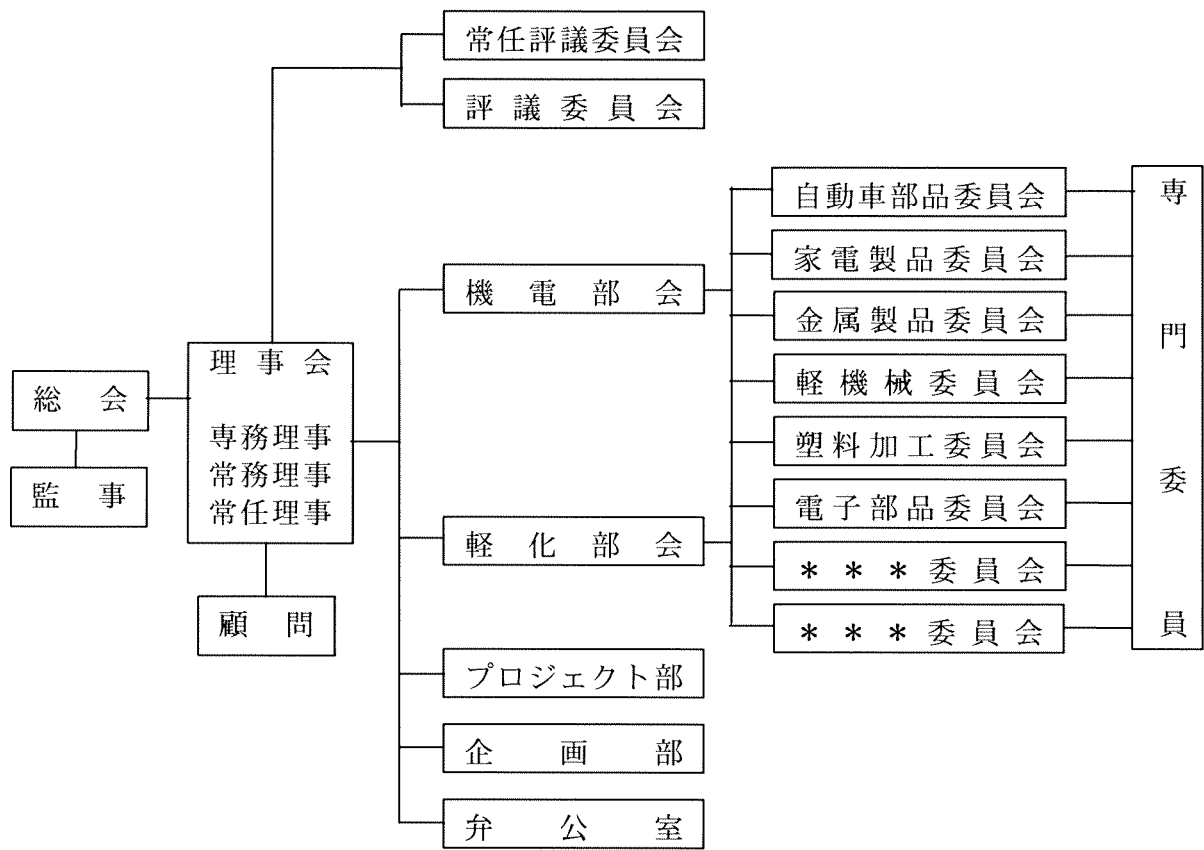 常任評議委員会
評議委員会
総会
監事
理事会
専務理事
常務理事
常任理事
顧問
機電部会
軽化部会
プロジェクト部
企画部
弁公室
自動車部品委員会
家電製品委員会
金属製品委員会
軽機械委員会
塑料加工委員会
電子部品委員会
＊＊＊委員会
＊＊＊委員会
専門委員